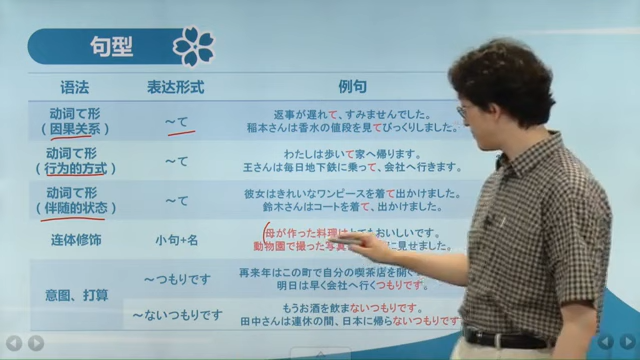 句型
语法
表达形式
例句
动词て形
（因果关系）
～て
返事が遅れて、すみませんでした。
稲本さんは香水の値段を見てびっくりしました。
动词て形
（行为的方式）
～て
わたしは歩いて家へ帰ります。
王さんは毎日地下鉄に乗って、会社へ行きます。
动词て形
（伴随的状态）
～て
彼女はきれいなワンピースを着て出かけました。
鈴木さんはコートを着て、出かけました。
连体修饰
小句+名
母が作った料理はとてもおいしいです。
動物園で撮った写真 に見せました。
意图、打算
～つもりです
再来年はこの町で自分の喫茶店を開く
明日は早く会社へ行くつもりです。
～ないつもりです
もうお酒を飲まないつもりです。
田中さんは連休の間、日本に帰らないつもりです